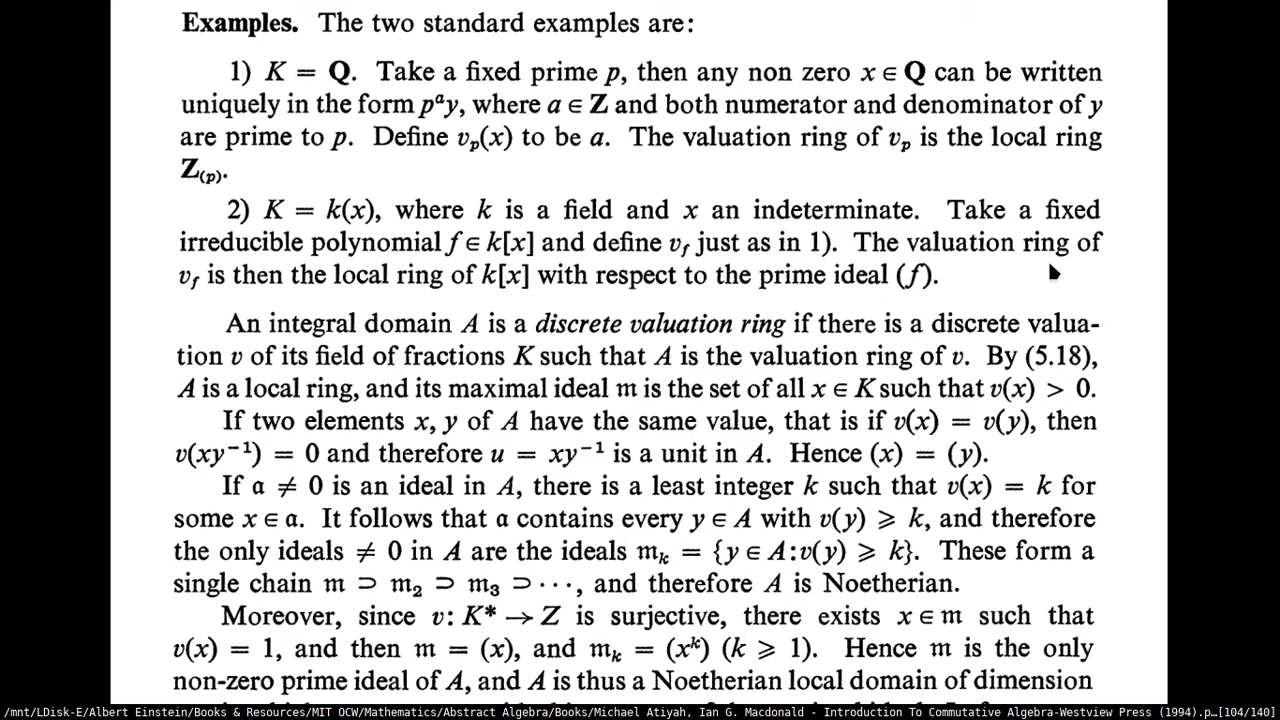 Examples. The two standard examples are:
1) K = Q. Take a fixed prime p, then any non zero x ∈ Q can be written
uniquely in the form pᵃy, where a ∈ Z and both numerator and denominator of y
are prime to p. Define vₚ(x) to be a. The valuation ring of vₚ is the local ring
Z₍ₚ₎.
2) K = k(x), where k is a field and x an indeterminate. Take a fixed
irreducible polynomial f ∈ k[x] and define v_f just as in 1). The valuation ring of
v_f is then the local ring of k[x] with respect to the prime ideal (f).
An integral domain A is a discrete valuation ring if there is a discrete valua-
tion v of its field of fractions K such that A is the valuation ring of v. By (5.18),
A is a local ring, and its maximal ideal 𝔪 is the set of all x ∈ K such that v(x) > 0.
If two elements x, y of A have the same value, that is if v(x) = v(y), then
v(xy⁻¹) = 0 and therefore u = xy⁻¹ is a unit in A. Hence (x) = (y).
If 𝔞 ≠ 0 is an ideal in A, there is a least integer k such that v(x) = k for
some x ∈ 𝔞. It follows that 𝔞 contains every y ∈ A with v(y) ⩾ k, and therefore
the only ideals ≠ 0 in A are the ideals 𝔪ₖ = {y ∈ A: v(y) ⩾ k}. These form a
single chain 𝔪 ⊃ 𝔪₂ ⊃ 𝔪₃ ⊃ ···, and therefore A is Noetherian.
Moreover, since v: K* → Z is surjective, there exists x ∈ 𝔪 such that
v(x) = 1, and then 𝔪 = (x), and 𝔪ₖ = (xᵏ) (k ⩾ 1). Hence 𝔪 is the only
non-zero prime ideal of A, and A is thus a Noetherian local domain of dimension
/mnt/LDisk-E/Albert Einstein/Books & Resources/MIT OCW/Mathematics/Abstract Algebra/Books/Michael Atiyah, Ian G. Macdonald - Introduction To Commutative Algebra-Westview Press (1994).p…[104/140]